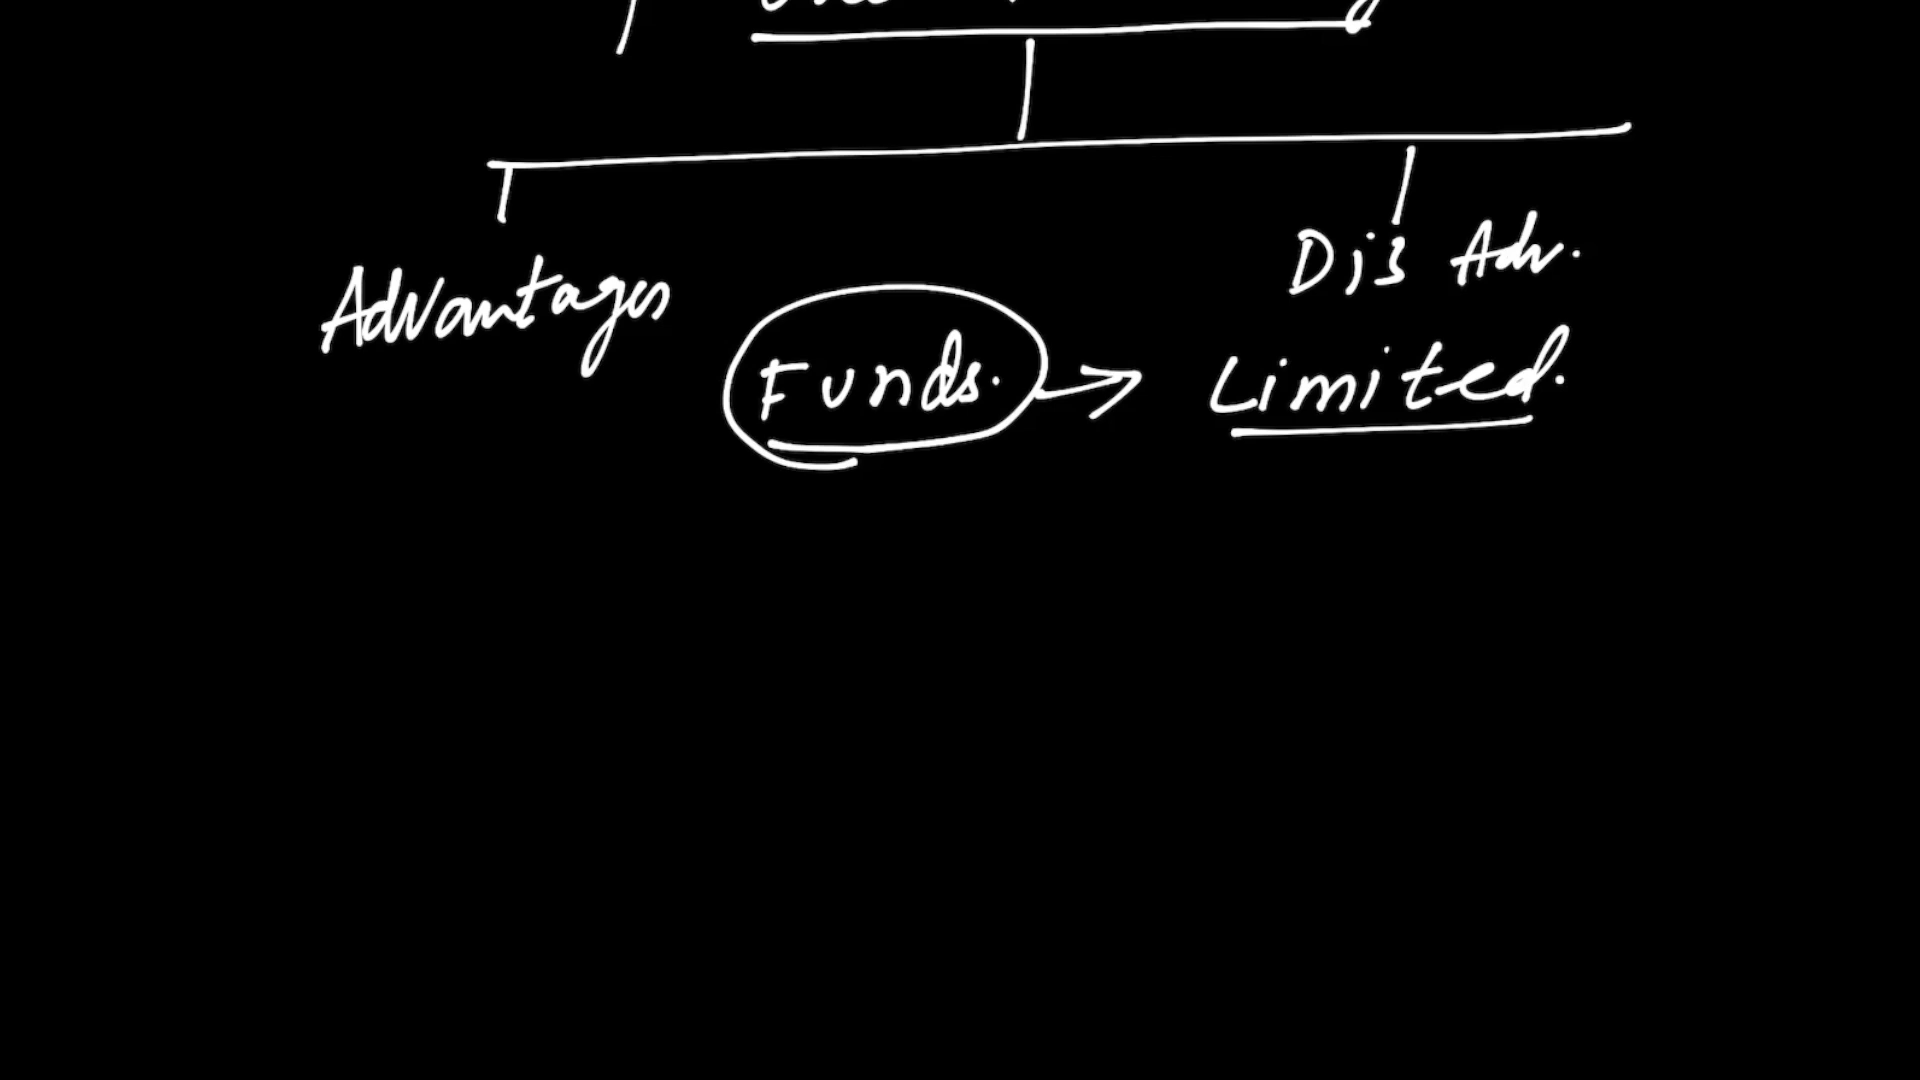 Advantages Dis Adv.
Funds. → Limited.